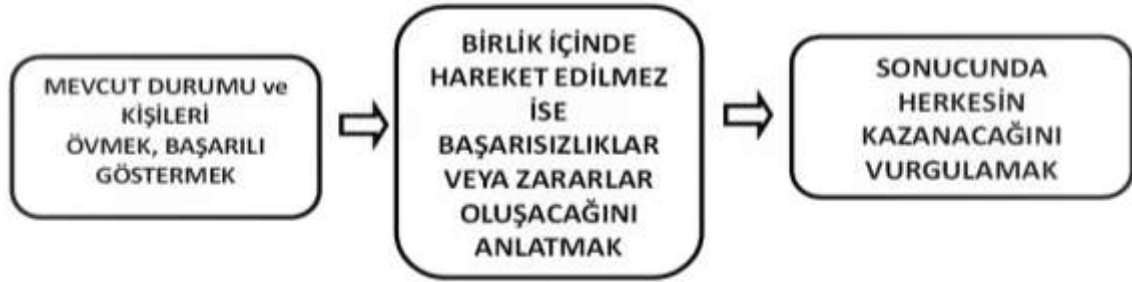 MEVCUT DURUMU ve
KİŞİLERİ
ÖVMEK, BAŞARILI
GÖSTERMEK
BİRLİK İÇİNDE
HAREKET EDİLMEZ
İSE
BAŞARISIZLIKLAR
VEYA ZARARLAR
OLUŞACAĞINI
ANLATMAK
SONUCUNDA
HERKESİN
KAZANACAĞINI
VURGULAMAK